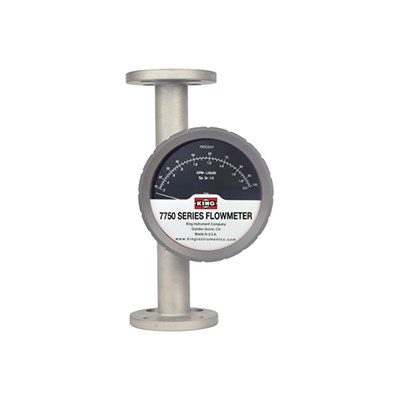 PERCENT
GPM LIQUID
Sp. Gr 1.0
KING
7750 SERIES FLOWMETER
King Instrument Company
Garden Grove, CA
Made in U.S.A.
www.kinginstrumentco.com